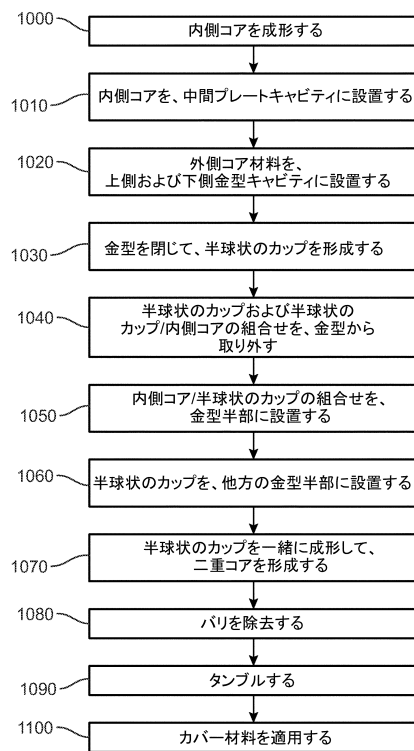 1000
内側コアを成形する
1010
内側コアを、中間プレートキャビティに設置する
1020
外側コア材料を、
上側および下側金型キャビティに設置する
1030
金型を閉じて、半球状のカップを形成する
1040
半球状のカップおよび半球状の
カップ/内側コアの組合せを、金型から
取り外す
1050
内側コア/半球状のカップの組合せを、
金型半部に設置する
1060
半球状のカップを、他方の金型半部に設置する
1070
半球状のカップを一緒に成形して、
二重コアを形成する
1080
バリを除去する
1090
タンブルする
1100
カバー材料を適用する